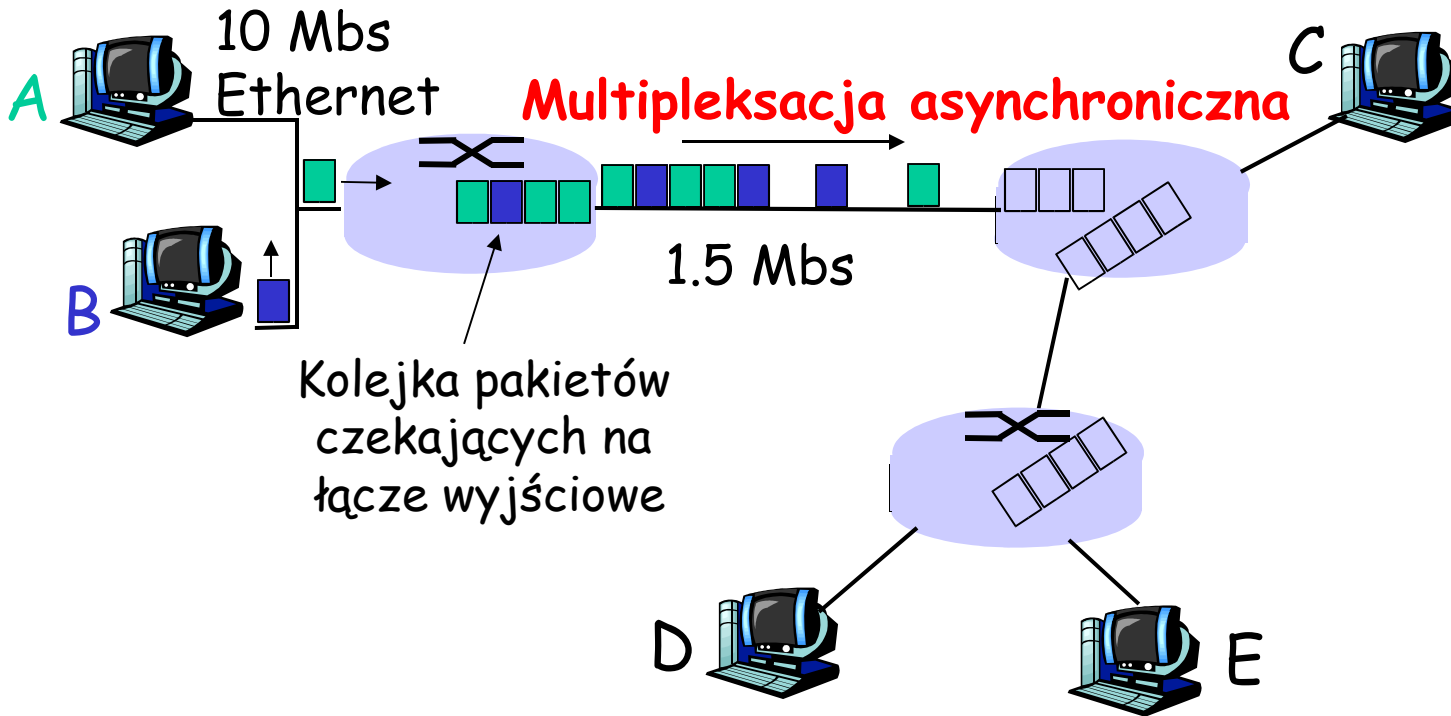 10 Mbs
Ethernet
A
Multipleksacja asynchroniczna
C
B
1.5 Mbs
Kolejka pakietów
czekających na
łącze wyjściowe
D
E